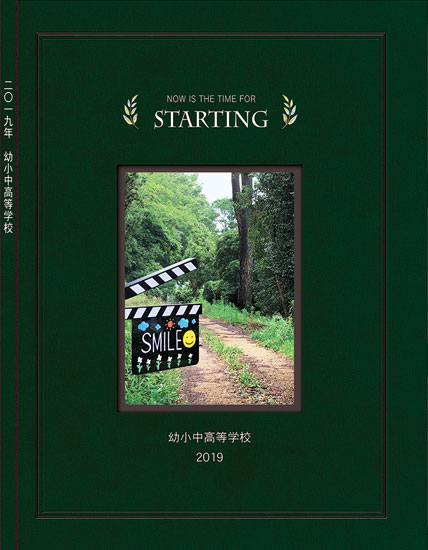 二〇一九年 幼小中高等学校
NOW IS THE TIME FOR
STARTING
SMILE
幼小中高等学校
2019